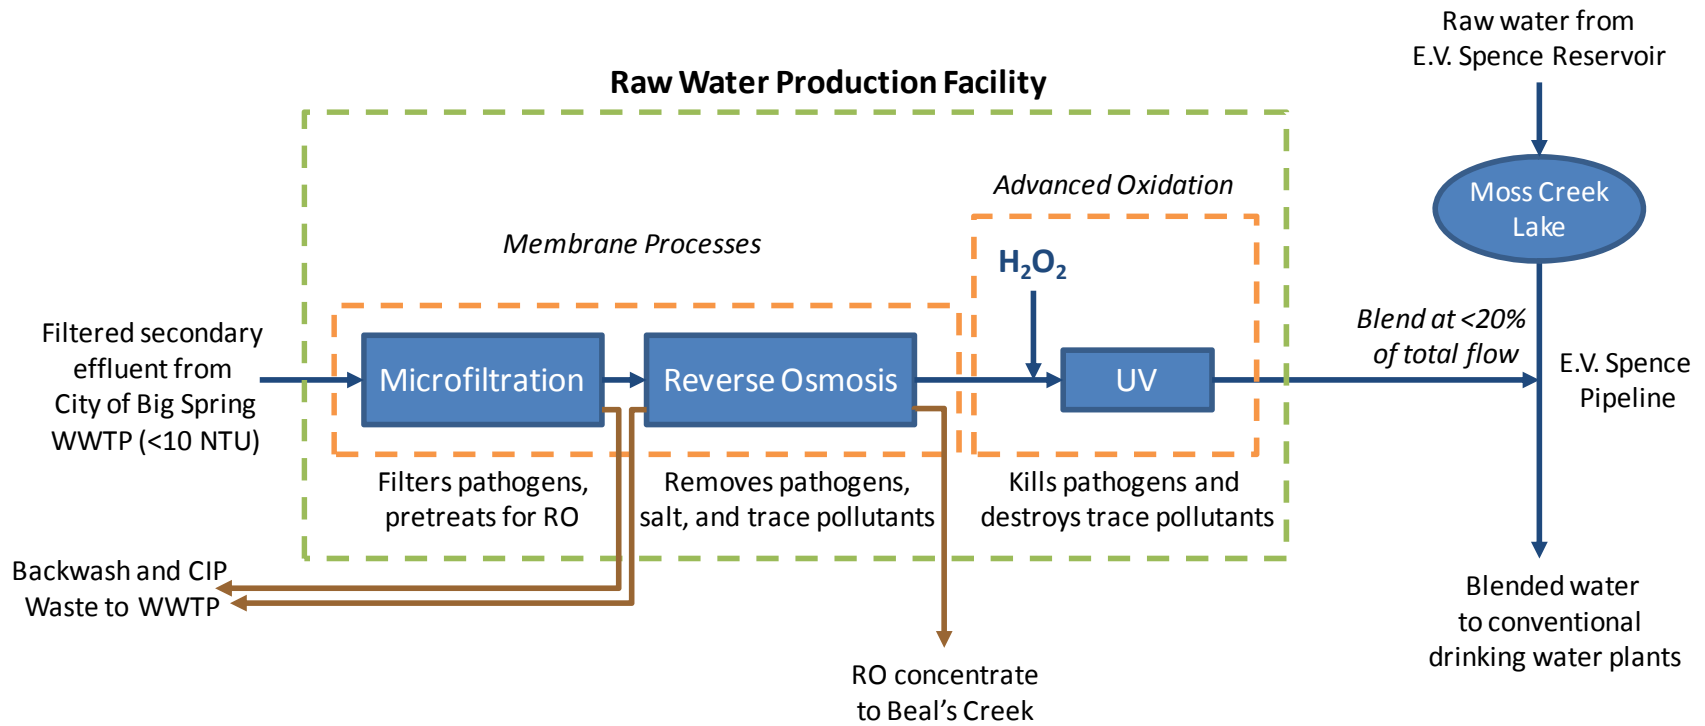 Raw water from
E.V. Spence Reservoir
Raw Water Production Facility
Advanced Oxidation
Moss Creek
Lake
Membrane Processes
H₂O₂
Filtered secondary
effluent from
City of Big Spring
WWTP (<10 NTU)
Microfiltration
Reverse Osmosis
UV
Blend at <20%
of total flow
E.V. Spence
Pipeline
Filters pathogens,
pretreats for RO
Removes pathogens,
salt, and trace pollutants
Kills pathogens and
destroys trace pollutants
Backwash and CIP
Waste to WWTP
Blended water
to conventional
drinking water plants
RO concentrate
to Beal’s Creek